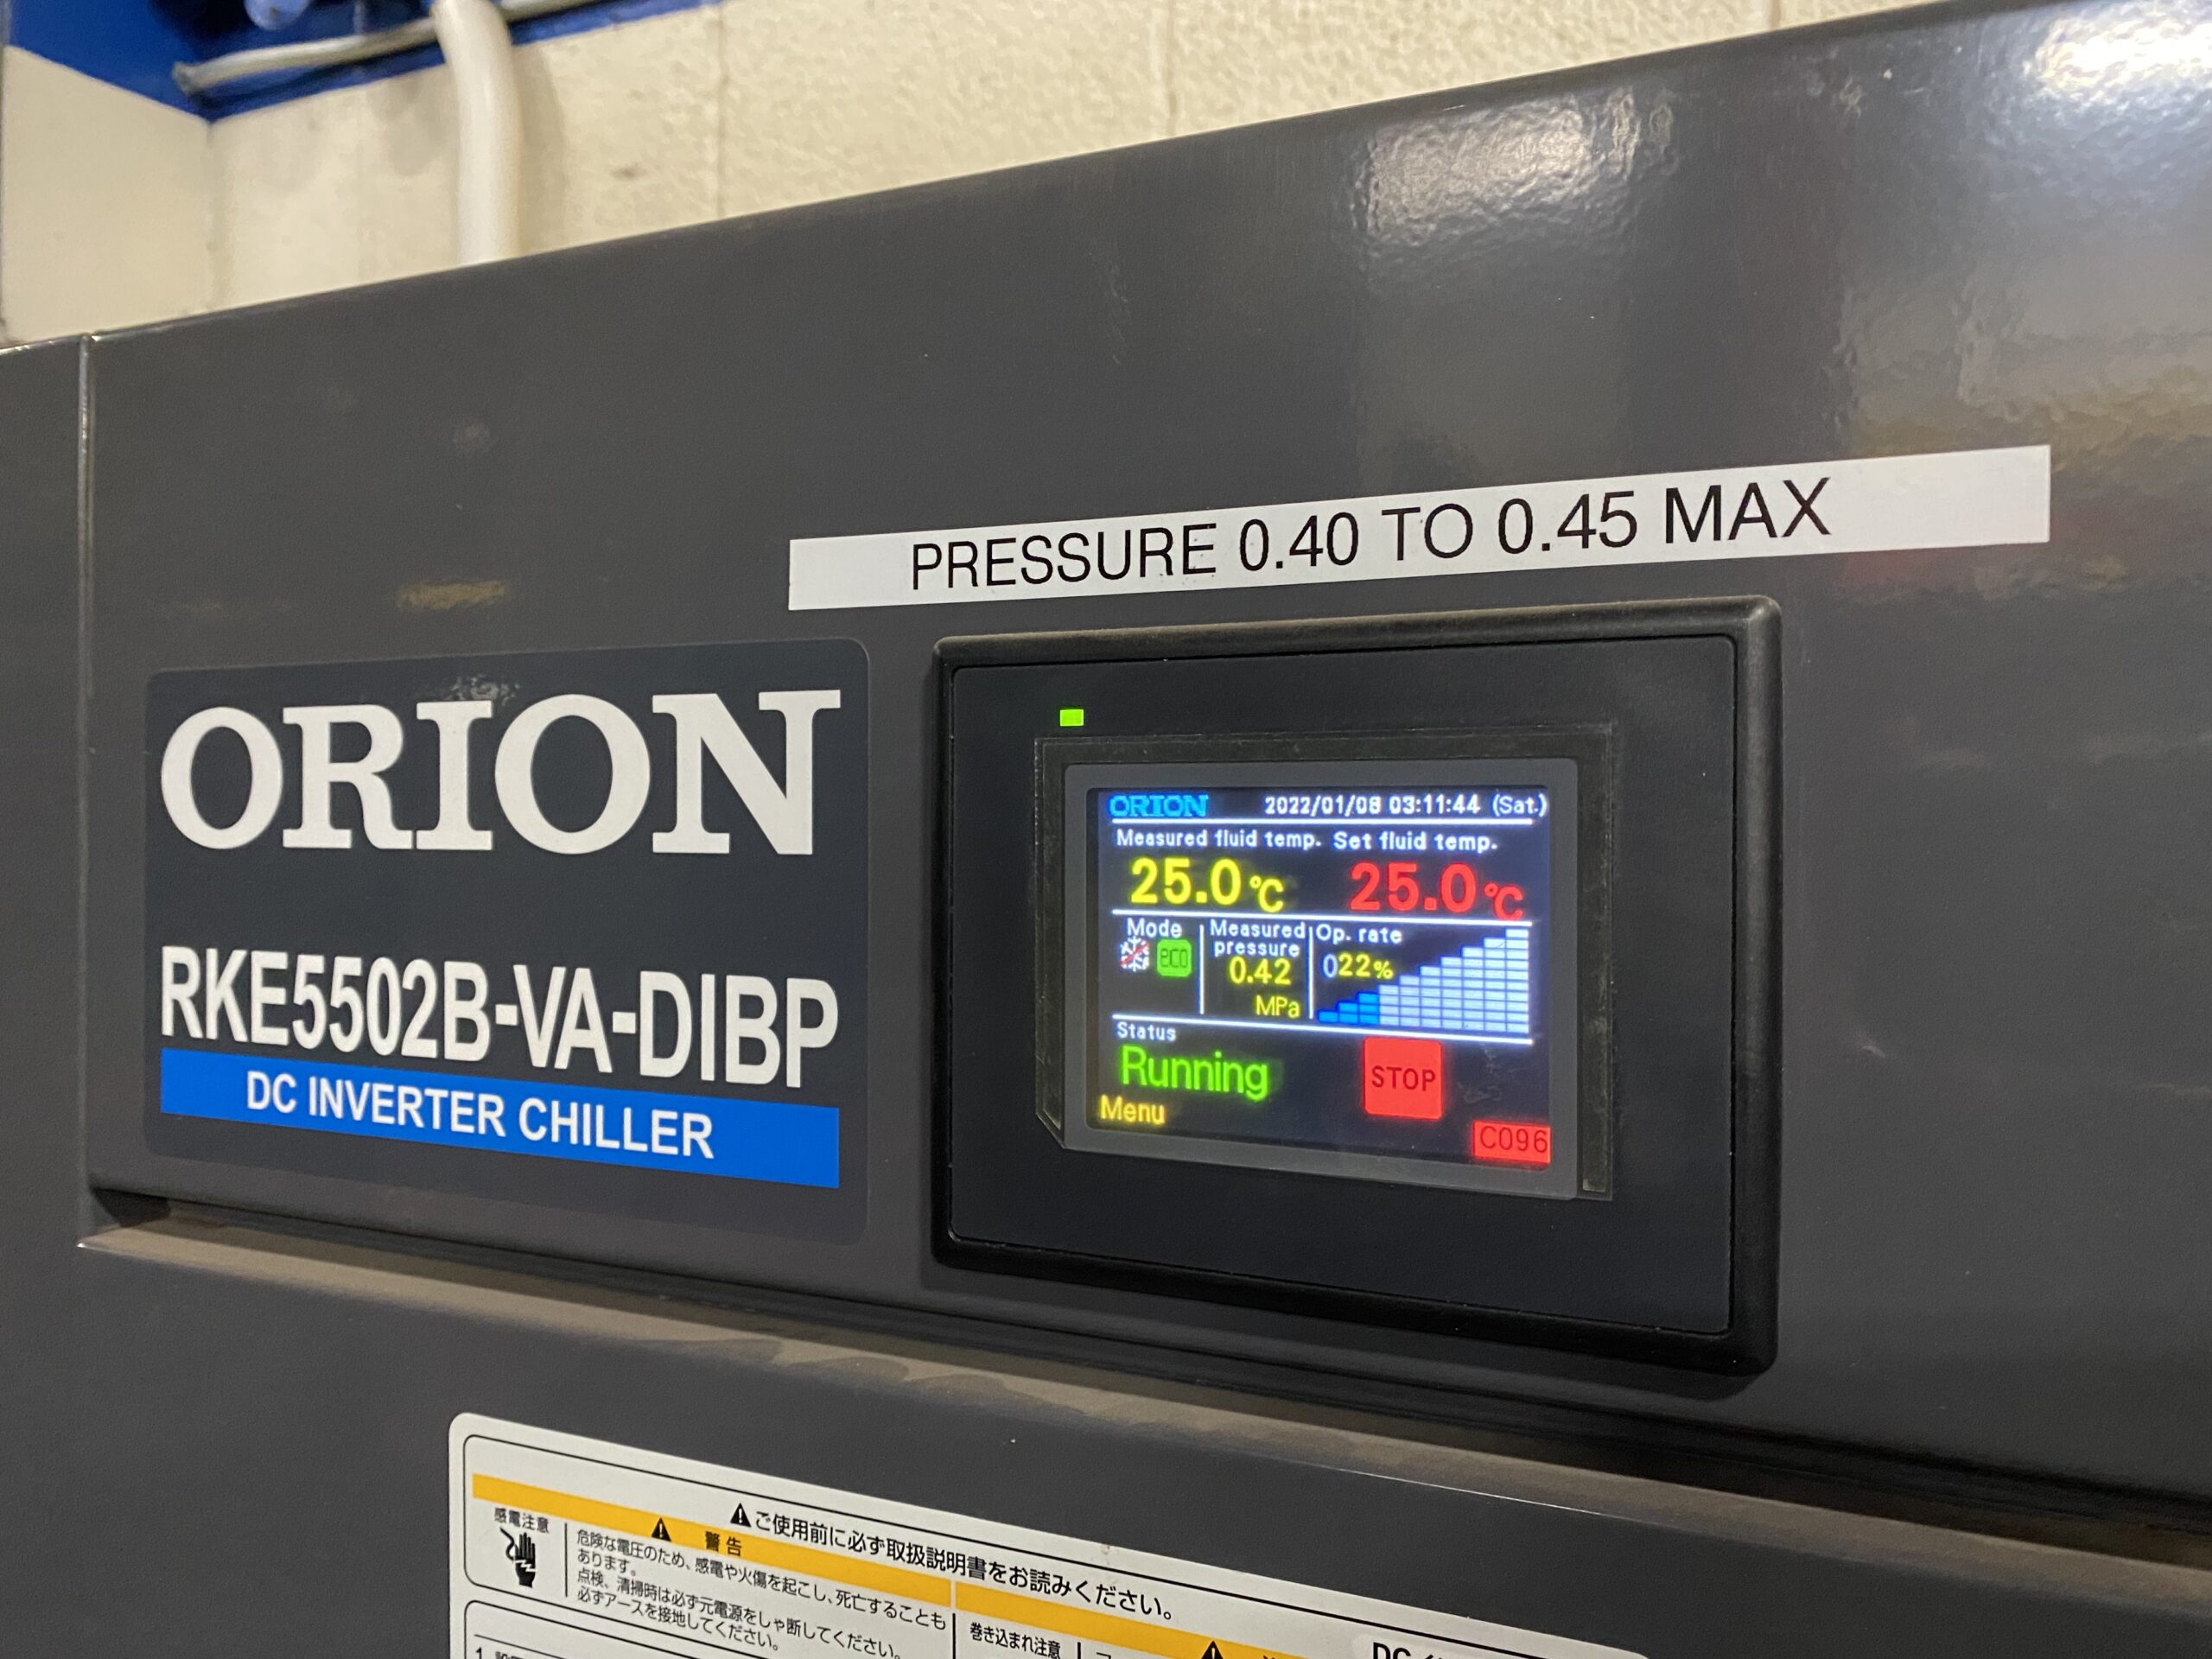 PRESSURE 0.40 TO 0.45 MAX
ORION
RKE5502B-VA-DIBP
DC INVERTER CHILLER
ORION 2022/01/08 03:11:44 (Sat.)
Measured fluid temp. Set fluid temp.
25.0 ℃ 25.0 ℃
Mode
eco
Measured
pressure
0.42
MPa
Op. rate
022%
Status
Running
STOP
Menu
C096
ご使用前に必ず取扱説明書をお読みください。
警告
感電注意
危険な電圧のため、感電や火傷を起こし、死亡することも
あります。
点検、清掃時は必ず元電源をしゃ断してください。
必ずアースを接地してください。
巻き込まれ注意
DC